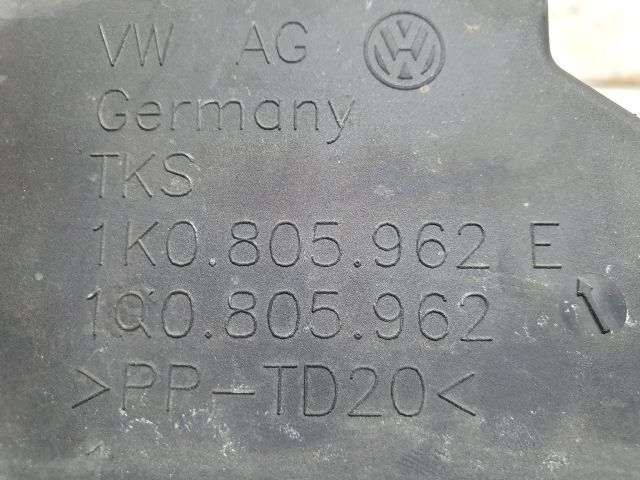 VW AG
Germany
TKS
1K0.805.962 E
1Q0.805.962
>PP-TD20<